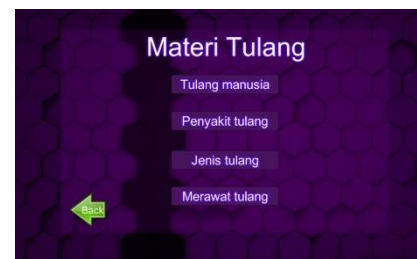 Materi Tulang
Tulang manusia
Penyakit tulang
Jenis tulang
Merawat tulang
Back